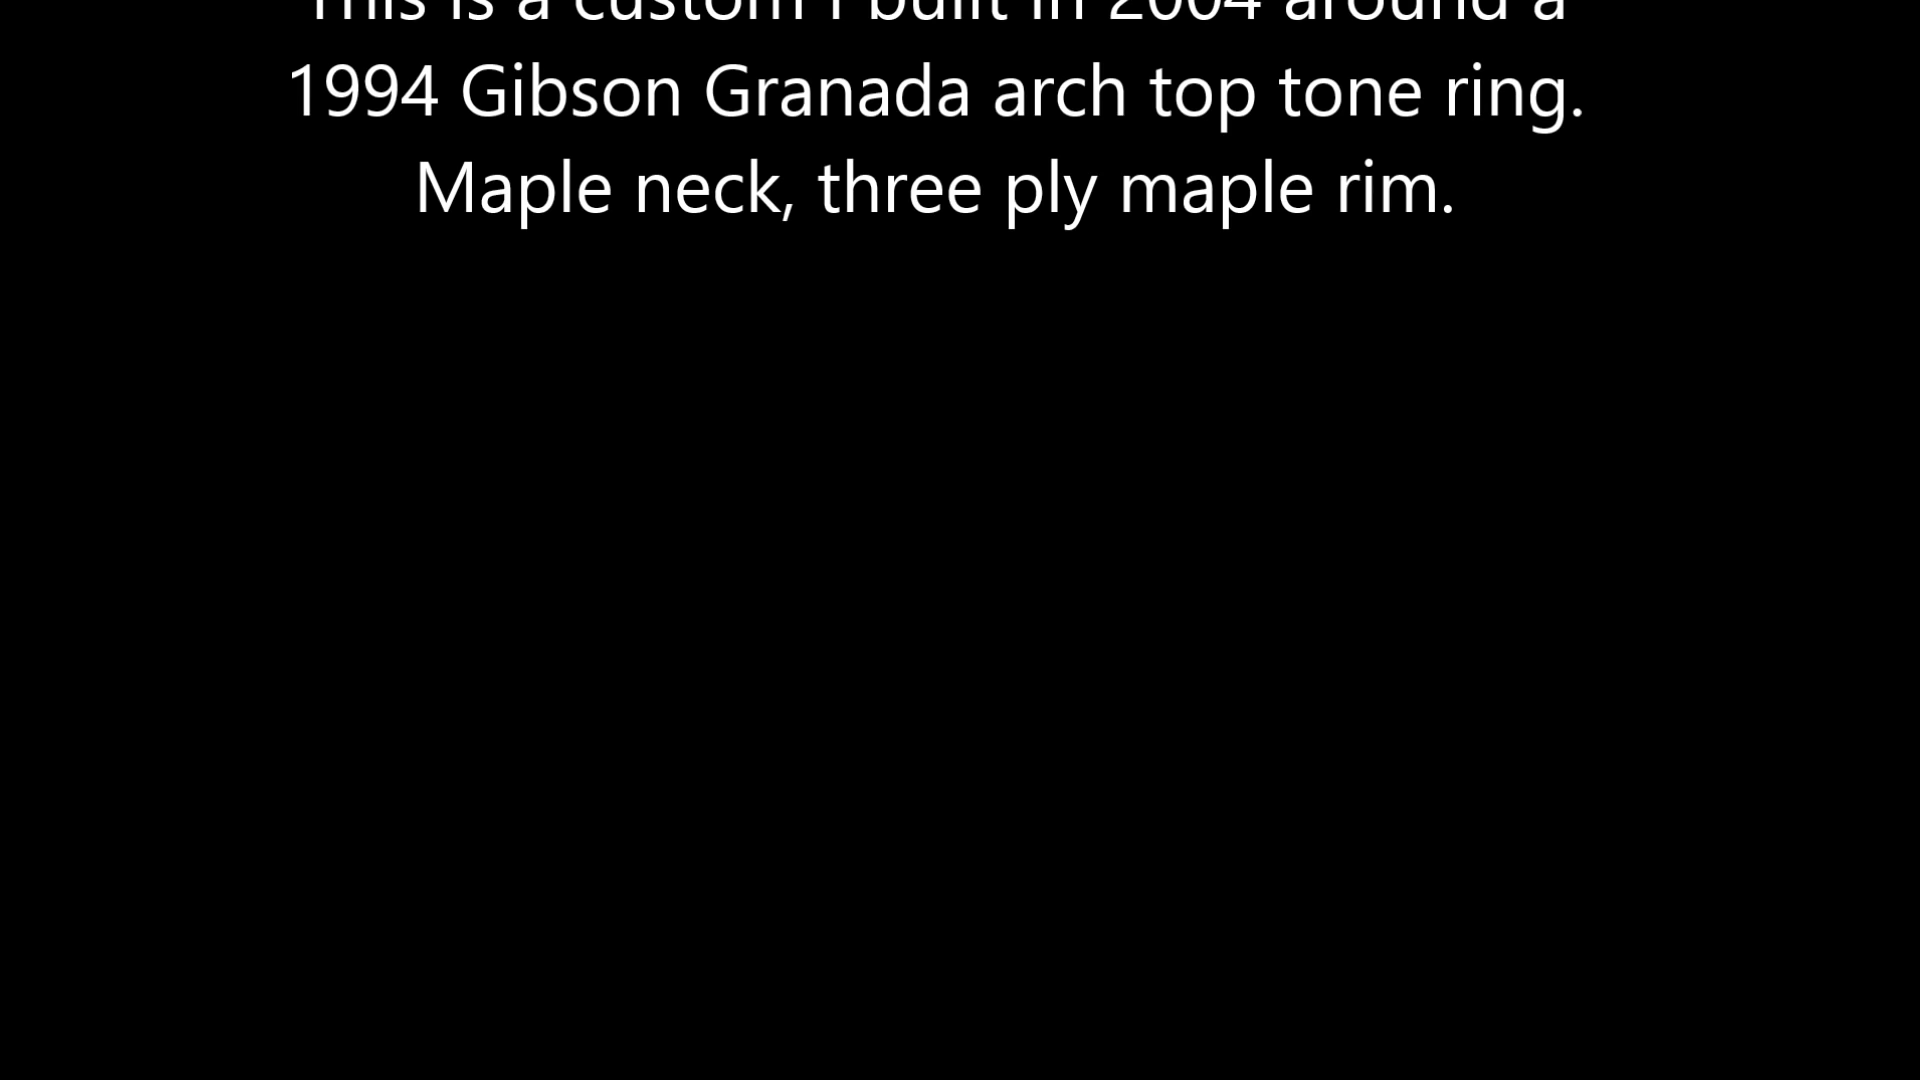 This is a custom I built in 2004 around a
1994 Gibson Granada arch top tone ring.
Maple neck, three ply maple rim.